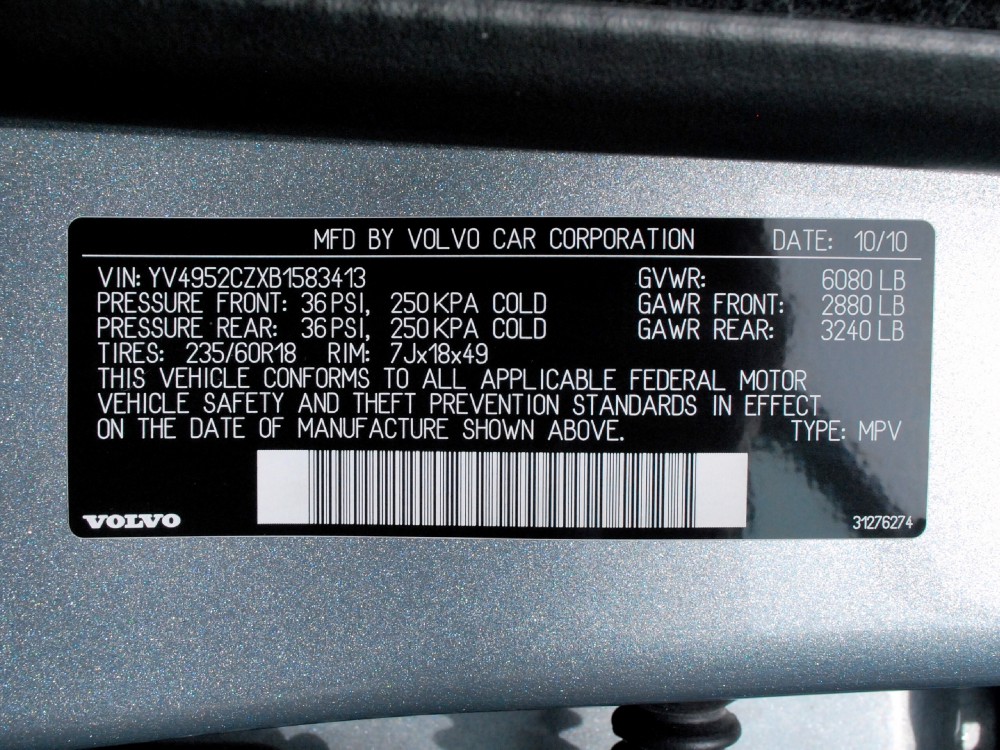 MFD BY VOLVO CAR CORPORATION DATE: 10/10
VIN: YV4952CZXB1583413 GVWR: 6080 LB
PRESSURE FRONT: 36 PSI, 250 KPA COLD GAWR FRONT: 2880 LB
PRESSURE REAR: 36 PSI, 250 KPA COLD GAWR REAR: 3240 LB
TIRES: 235/60R18 RIM: 7Jx18x49
THIS VEHICLE CONFORMS TO ALL APPLICABLE FEDERAL MOTOR
VEHICLE SAFETY AND THEFT PREVENTION STANDARDS IN EFFECT
ON THE DATE OF MANUFACTURE SHOWN ABOVE. TYPE: MPV
VOLVO 31276274